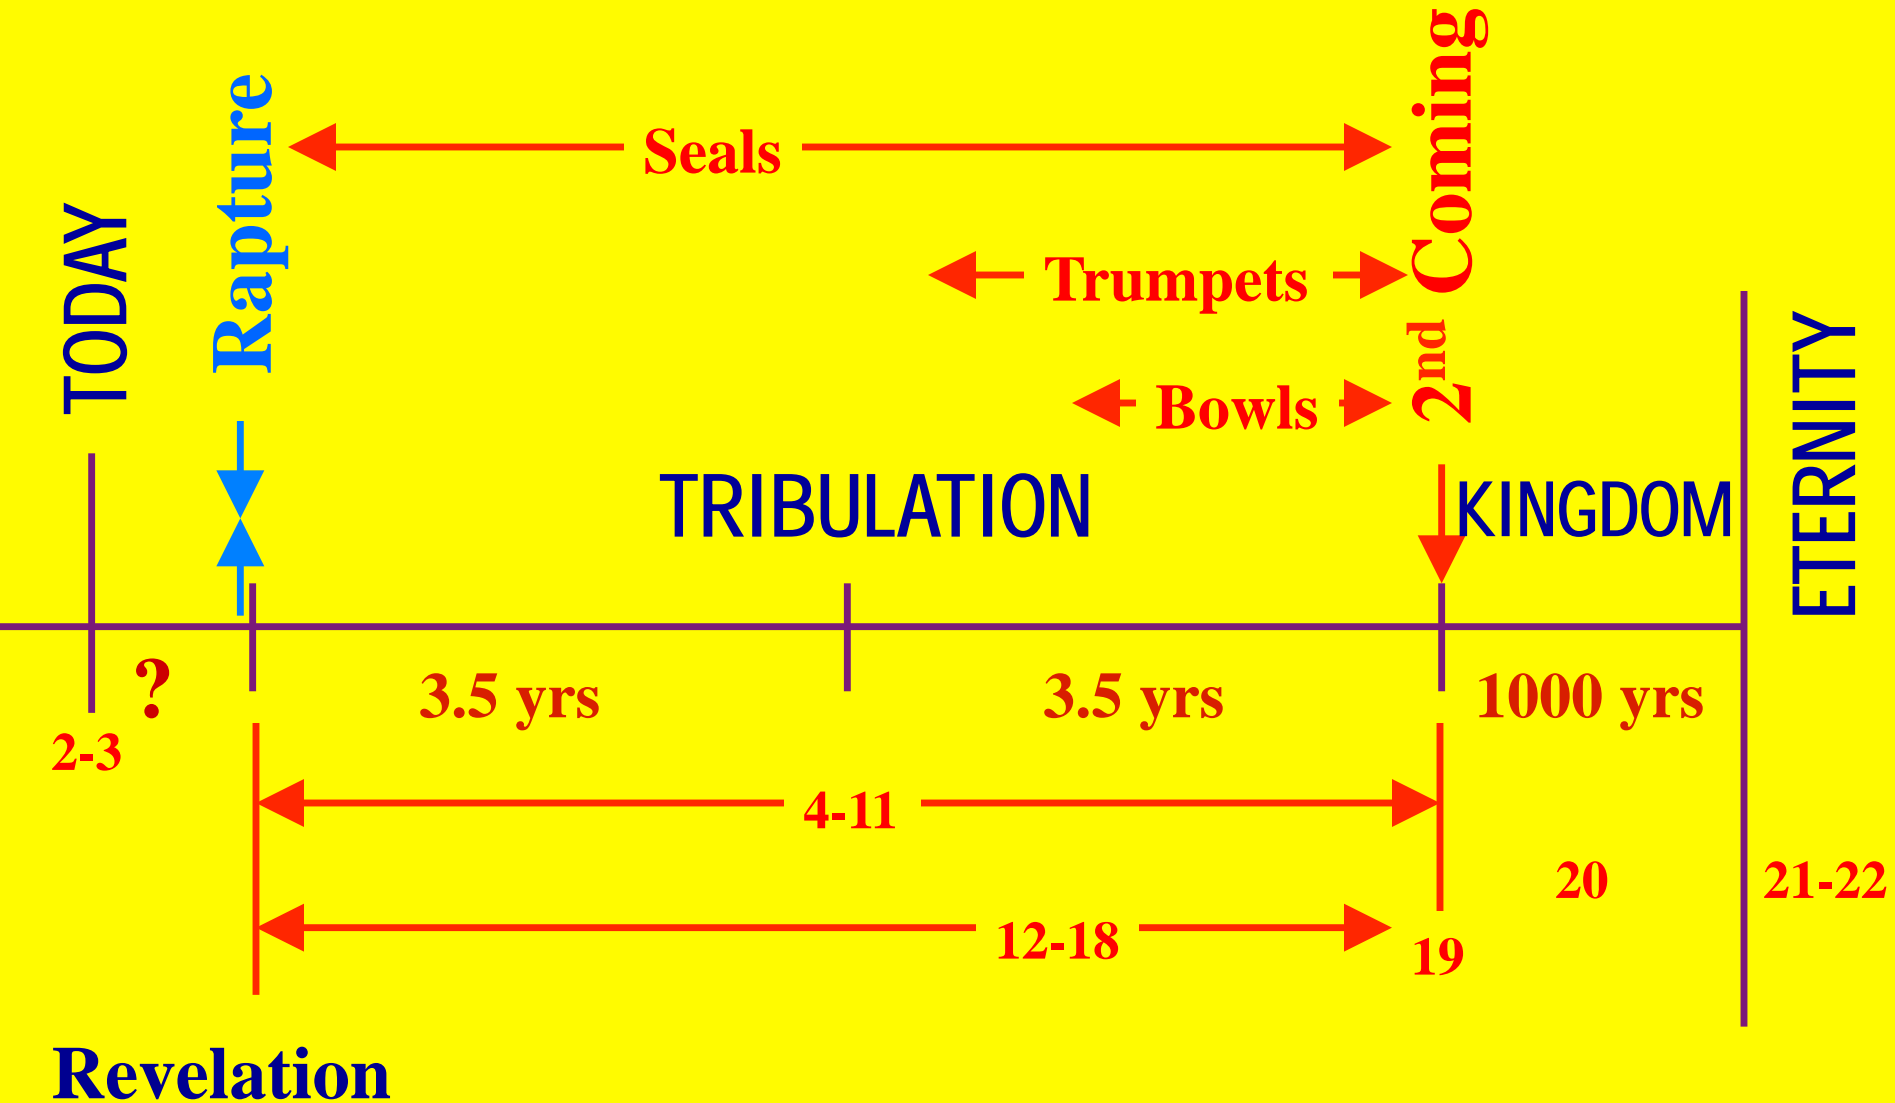 TODAY
Rapture
Seals
Trumpets
Bowls
2nd Coming
TRIBULATION
KINGDOM
ETERNITY
?
3.5 yrs
3.5 yrs
1000 yrs
2-3
4-11
20
21-22
12-18
19
Revelation